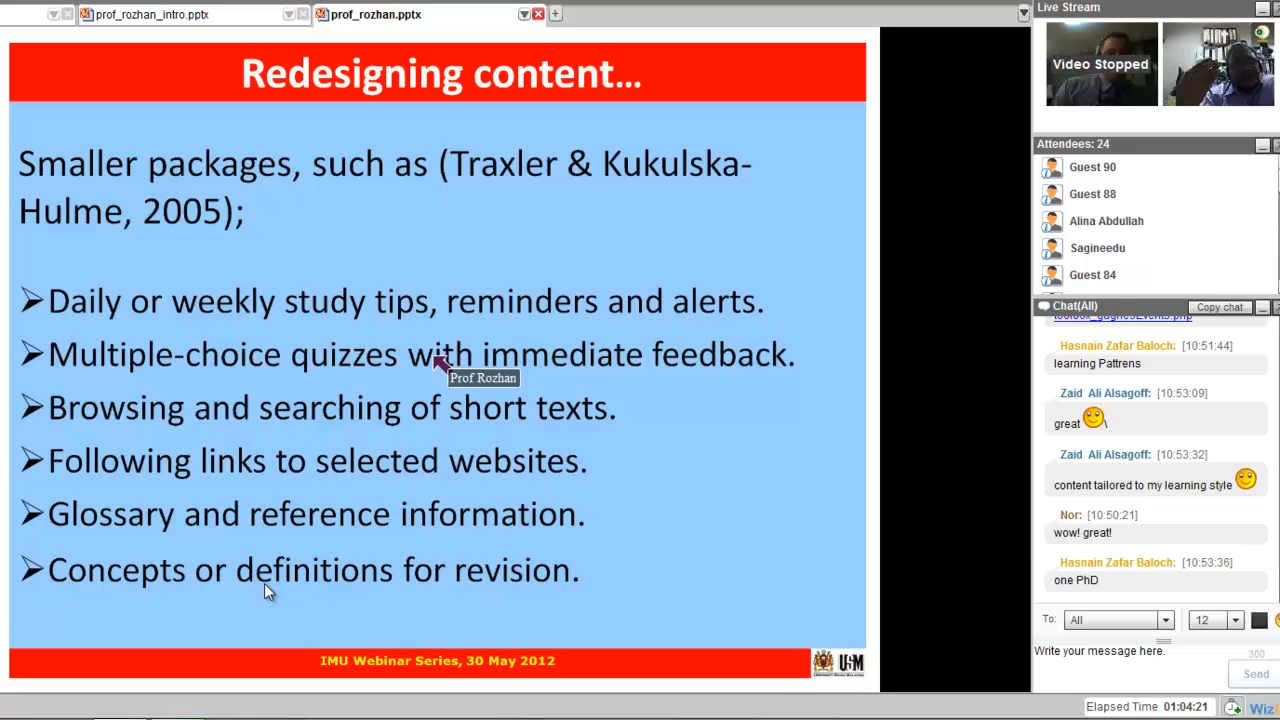 prof_rozhan_intro.pptx
prof_rozhan.pptx
Redesigning content…
Smaller packages, such as (Traxler & Kukulska-
Hulme, 2005);
➢Daily or weekly study tips, reminders and alerts.
➢Multiple-choice quizzes with immediate feedback.
Prof Rozhan
➢Browsing and searching of short texts.
➢Following links to selected websites.
➢Glossary and reference information.
➢Concepts or definitions for revision.
IMU Webinar Series, 30 May 2012
USM
Live Stream
Video Stopped
Attendees: 24
Guest 90
Guest 88
Alina Abdullah
Sagineedu
Guest 84
Chat(All)
Copy chat
Hasnain Zafar Baloch: [10:51:44]
learning Pattrens
Zaid Ali Alsagoff: [10:53:09]
great \
Zaid Ali Alsagoff: [10:53:32]
content tailored to my learning style
Nor: [10:50:21]
wow! great!
Hasnain Zafar Baloch: [10:53:36]
one PhD
To: All 12
Write your message here.
300
Send
Elapsed Time 01:04:21
Wiz